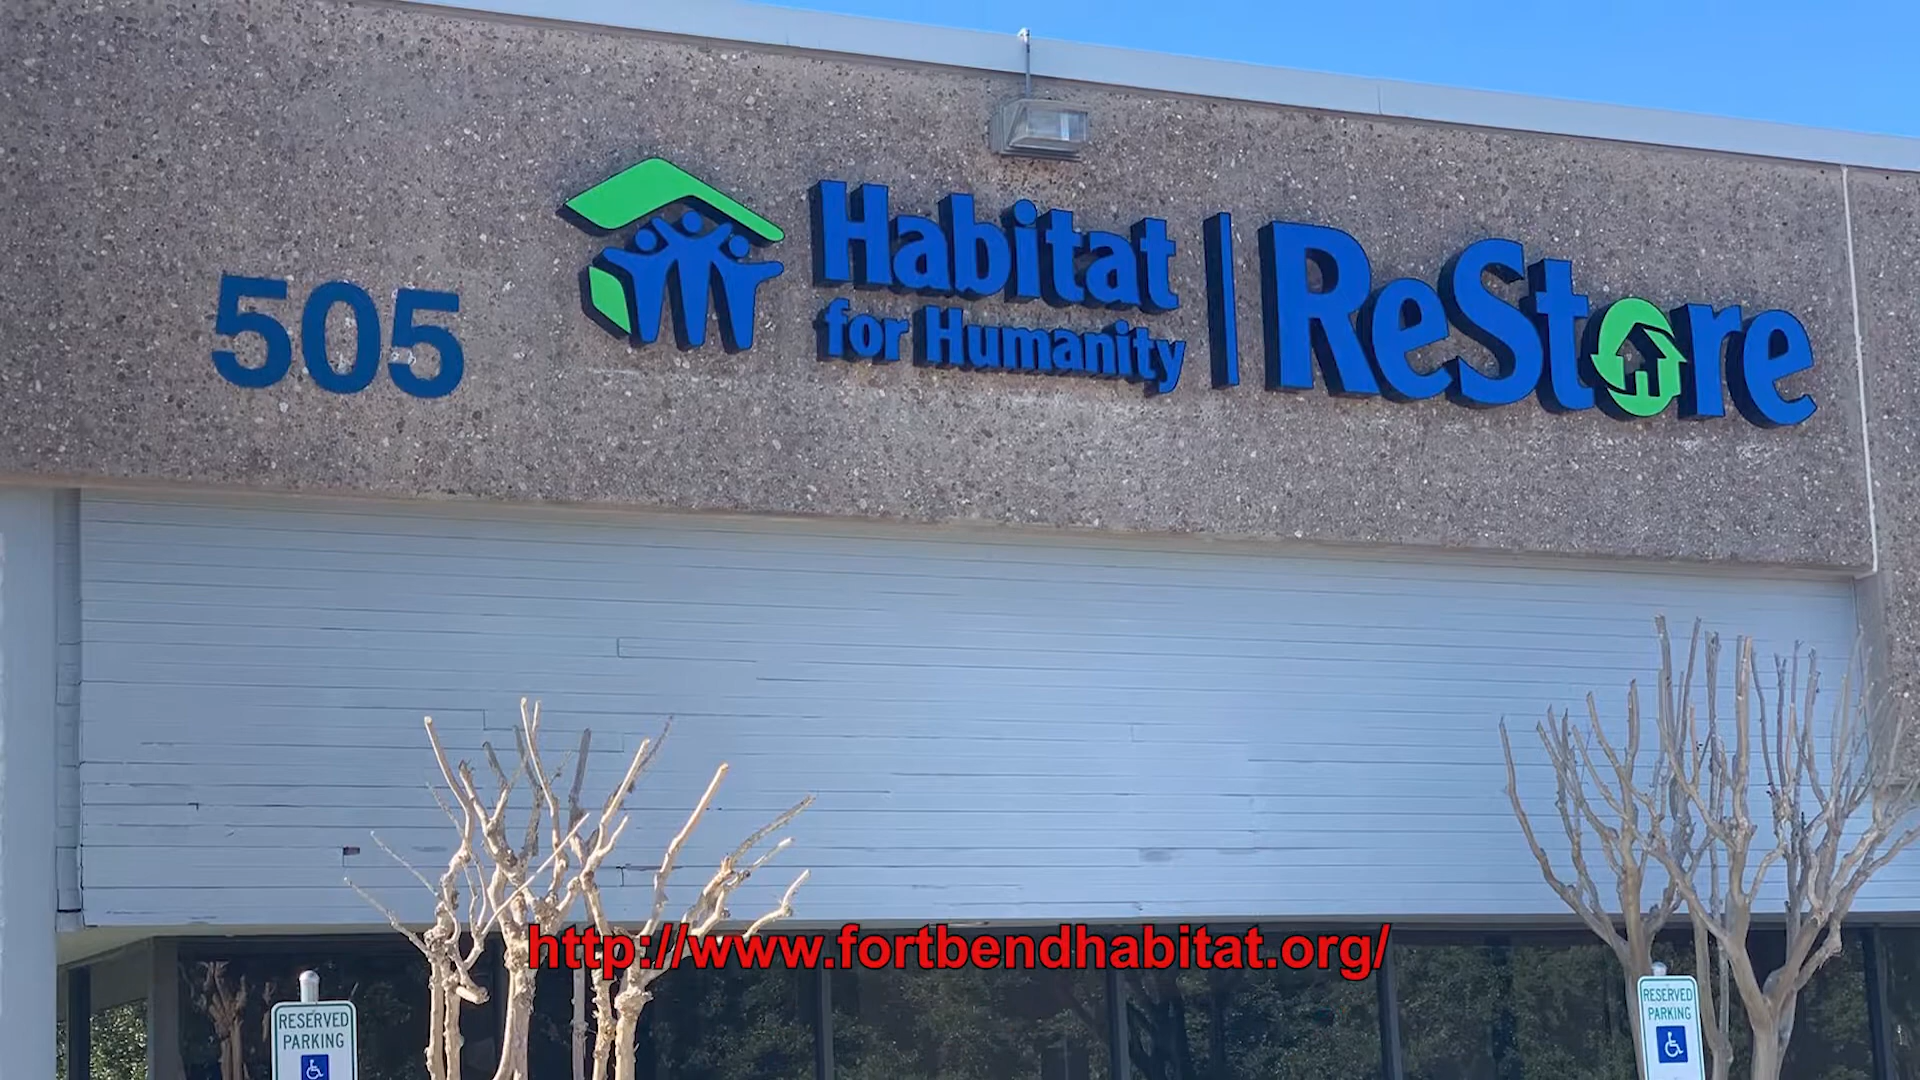 505
Habitat
for Humanity
ReStore
http://www.fortbendhabitat.org/
RESERVED
PARKING
RESERVED
PARKING